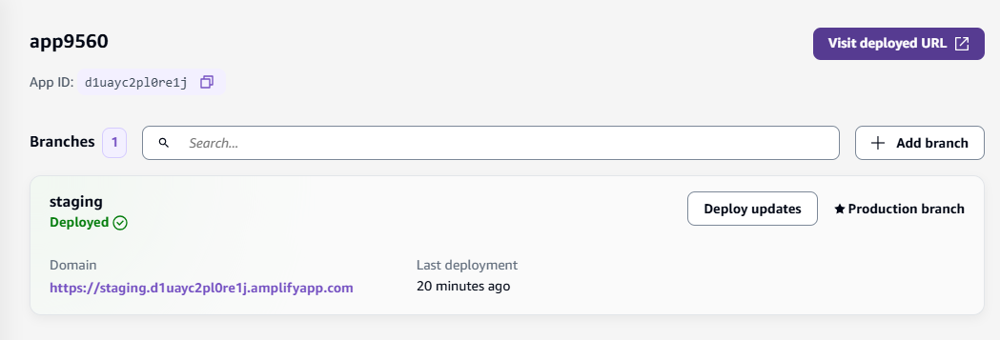 app9560
Visit deployed URL
App ID: d1uayc2pl0re1j
Branches 1
Search...
Add branch
staging
Deployed
Deploy updates
Production branch
Domain
https://staging.d1uayc2pl0re1j.amplifyapp.com
Last deployment
20 minutes ago